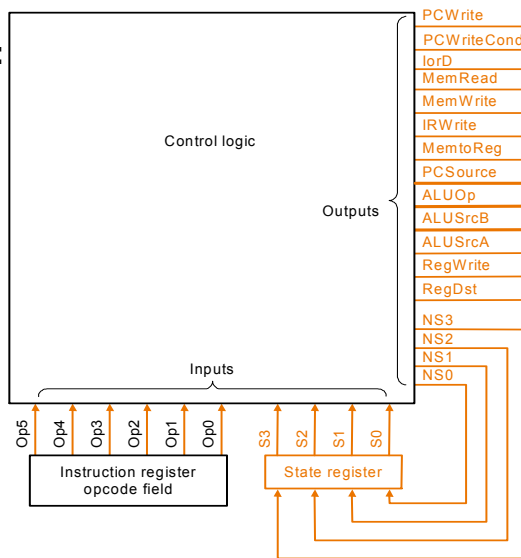 :
PCWrite
PCWriteCond
IorD
MemRead
MemWrite
Control logic
IRWrite
MemtoReg
PCSource
Outputs
ALUOp
ALUSrcB
ALUSrcA
RegWrite
RegDst
NS3
NS2
NS1
NS0
Inputs
Op5
Op4
Op3
Op2
Op1
Op0
S3
S2
S1
S0
Instruction register
opcode field
State register